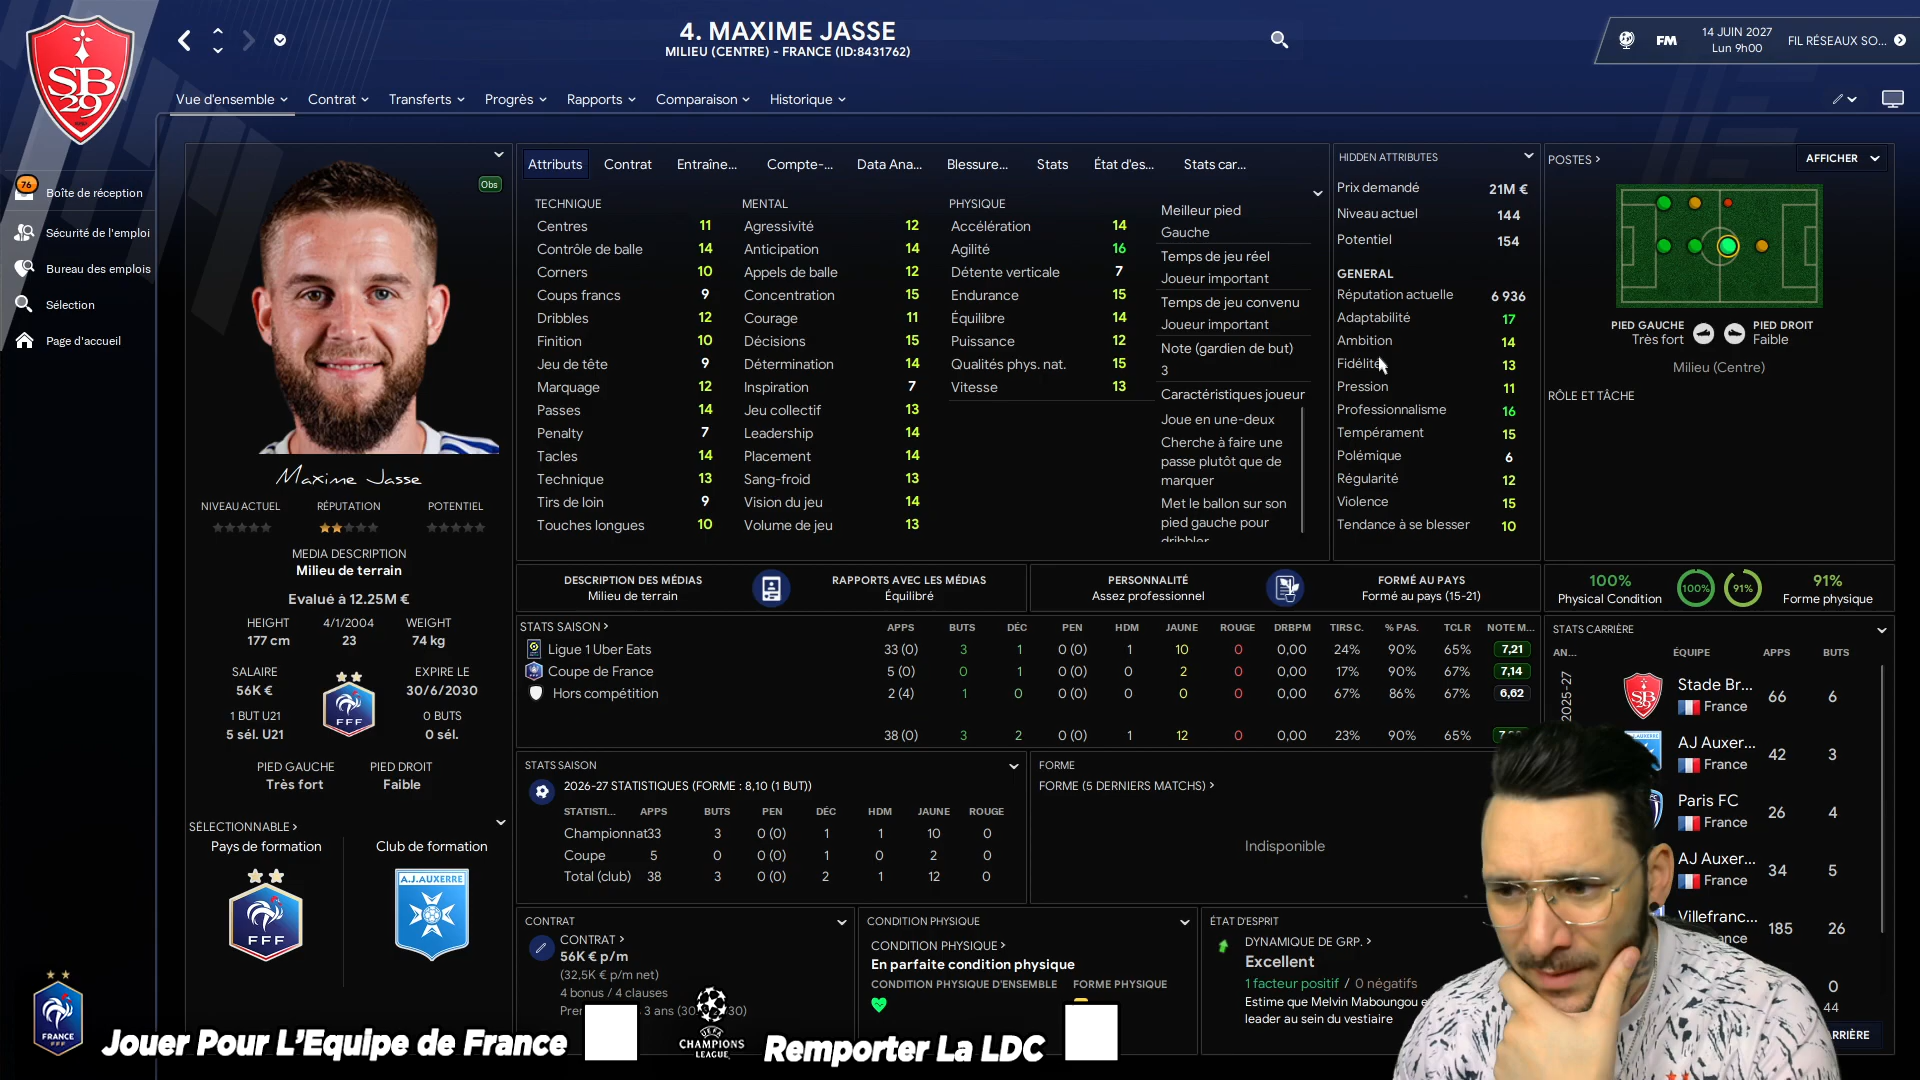 4. MAXIME JASSE
MILIEU (CENTRE) - FRANCE (ID:8431762)
FM
14 JUIN 2027
Lun 9h00
FIL RÉSEAUX SO...
Vue d'ensemble
Contrat
Transferts
Progrès
Rapports
Comparaison
Historique
SB
29
76
Boîte de réception
Sécurité de l'emploi
Bureau des emplois
Sélection
Page d'accueil
Obs
Maxime Jasse
NIVEAU ACTUEL
RÉPUTATION
POTENTIEL
MEDIA DESCRIPTION
Milieu de terrain
Evalué à 12.25M €
HEIGHT 4/1/2004 WEIGHT
177 cm 23 74 kg
SALAIRE EXPIRE LE
56K € 30/6/2030
1 BUT U21 FFF 0 BUTS
5 sél. U21 0 sél.
PIED GAUCHE PIED DROIT
Très fort Faible
SÉLECTIONNABLE >
Pays de formation Club de formation
FFF
A.J.AUXERRE
Attributs Contrat Entraîne... Compte-... Data Ana... Blessure... Stats État d'es... Stats car...
TECHNIQUE MENTAL PHYSIQUE
Centres 11 Agressivité 12 Accélération 14
Contrôle de balle 14 Anticipation 14 Agilité 16
Corners 10 Appels de balle 12 Détente verticale 7
Coups francs 9 Concentration 15 Endurance 15
Dribbles 12 Courage 11 Équilibre 14
Finition 10 Décisions 15 Puissance 12
Jeu de tête 9 Détermination 14 Qualités phys. nat. 15
Marquage 12 Inspiration 7 Vitesse 13
Passes 14 Jeu collectif 13
Penalty 7 Leadership 14
Tacles 14 Placement 14
Technique 13 Sang-froid 13
Tirs de loin 9 Vision du jeu 14
Touches longues 10 Volume de jeu 13
Meilleur pied
Gauche
Temps de jeu réel
Joueur important
Temps de jeu convenu
Joueur important
Note (gardien de but)
3
Caractéristiques joueur
Joue en une-deux
Cherche à faire une
passe plutôt que de
marquer
Met le ballon sur son
pied gauche pour
dribbler
HIDDEN ATTRIBUTES
Prix demandé 21M €
Niveau actuel 144
Potentiel 154
GENERAL
Réputation actuelle 6 936
Adaptabilité 17
Ambition 14
Fidélité 13
Pression 11
Professionnalisme 16
Tempérament 15
Polémique 6
Régularité 12
Violence 15
Tendance à se blesser 10
POSTES >
AFFICHER
PIED GAUCHE PIED DROIT
Très fort Faible
Milieu (Centre)
RÔLE ET TÂCHE
DESCRIPTION DES MÉDIAS
Milieu de terrain
RAPPORTS AVEC LES MÉDIAS
Équilibré
PERSONNALITÉ
Assez professionnel
FORMÉ AU PAYS
Formé au pays (15-21)
100%
Physical Condition
100%
91%
91%
Forme physique
STATS SAISON > APPS BUTS DÉC PEN HDM JAUNE ROUGE DRBPM TIRS C. % PAS. TCL R NOTE M...
Ligue 1 Uber Eats 33 (0) 3 1 0 (0) 1 10 0 0,00 24% 90% 65% 7,21
Coupe de France 5 (0) 0 1 0 (0) 0 2 0 0,00 17% 90% 67% 7,14
Hors compétition 2 (4) 1 0 0 (0) 0 0 0 0,00 67% 86% 67% 6,62
38 (0) 3 2 0 (0) 1 12 0 0,00 23% 90% 65%
STATS SAISON
2026-27 STATISTIQUES (FORME : 8,10 (1 BUT))
STATISTI... APPS BUTS PEN DÉC HDM JAUNE ROUGE
Championnat 33 3 0 (0) 1 1 10 0
Coupe 5 0 0 (0) 1 0 2 0
Total (club) 38 3 0 (0) 2 1 12 0
FORME
FORME (5 DERNIERS MATCHS) >
Indisponible
STATS CARRIÈRE
AN... ÉQUIPE APPS BUTS
2025-27
Stade Br... 66 6
France
AJ Auxer... 42 3
France
Paris FC 26 4
France
AJ Auxer... 34 5
France
Villefranc... 185 26
0
44
CONTRAT
CONTRAT >
56K € p/m
(32,5K € p/m net)
4 bonus / 4 clauses
CONDITION PHYSIQUE
CONDITION PHYSIQUE >
En parfaite condition physique
CONDITION PHYSIQUE D'ENSEMBLE FORME PHYSIQUE
ÉTAT D'ESPRIT
DYNAMIQUE DE GRP. >
Excellent
1 facteur positif / 0 négatifs
Estime que Melvin Maboungou
leader au sein du vestiaire
FRANCE
FFF
Jouer Pour L'Equipe de France
UEFA
CHAMPIONS
LEAGUE
Remporter La LDC